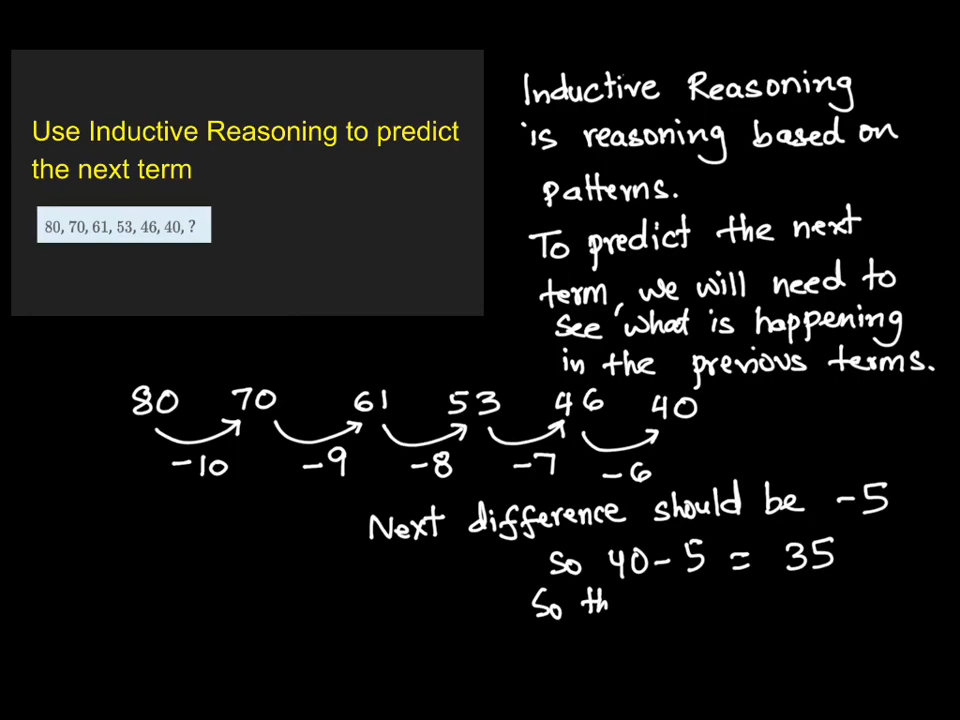 Use Inductive Reasoning to predict
the next term
80, 70, 61, 53, 46, 40, ?
Inductive Reasoning
is reasoning based on
patterns.
To predict the next
term, we will need to
see what is happening
in the previous terms.
80 70 61 53 46 40
-10 -9 -8 -7 -6
Next difference should be -5
So 40-5 = 35
So th